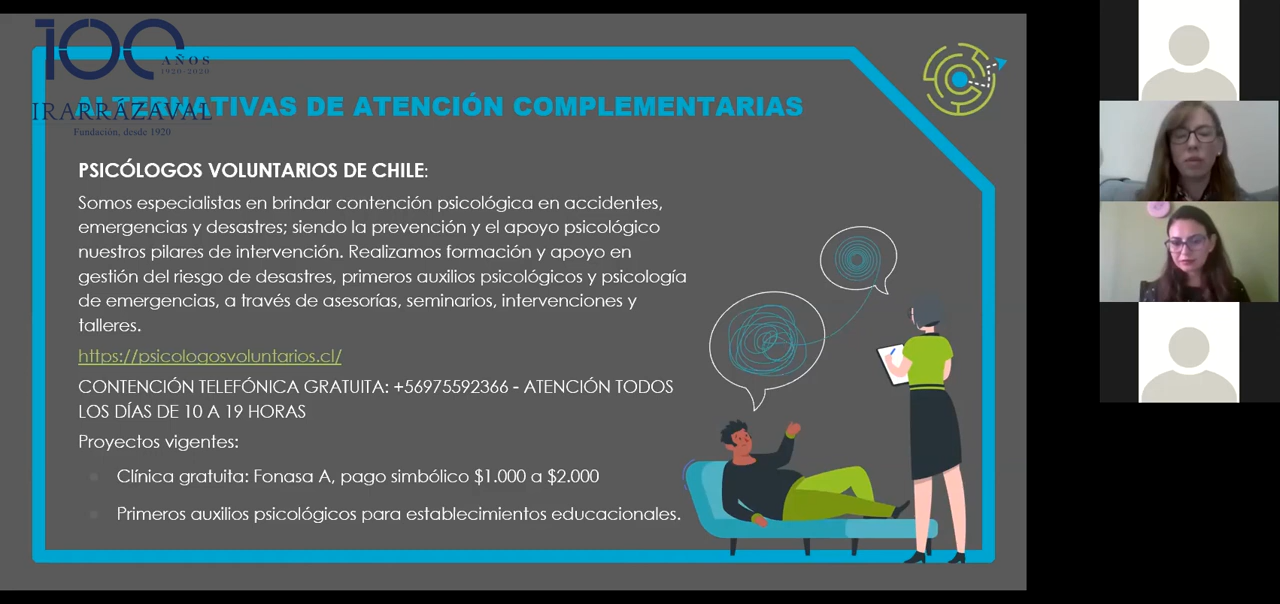 100
AÑOS
1920-2020
ALTERNATIVAS DE ATENCIÓN COMPLEMENTARIAS
IRARRÁZAVAL
Fundación, desde 1920
PSICÓLOGOS VOLUNTARIOS DE CHILE:
Somos especialistas en brindar contención psicológica en accidentes,
emergencias y desastres; siendo la prevención y el apoyo psicológico
nuestros pilares de intervención. Realizamos formación y apoyo en
gestión del riesgo de desastres, primeros auxilios psicológicos y psicología
de emergencias, a través de asesorías, seminarios, intervenciones y
talleres.
https://psicologosvoluntarios.cl/
CONTENCIÓN TELEFÓNICA GRATUITA: +56975592366 - ATENCIÓN TODOS
LOS DÍAS DE 10 A 19 HORAS
Proyectos vigentes:
Clínica gratuita: Fonasa A, pago simbólico $1.000 a $2.000
Primeros auxilios psicológicos para establecimientos educacionales.